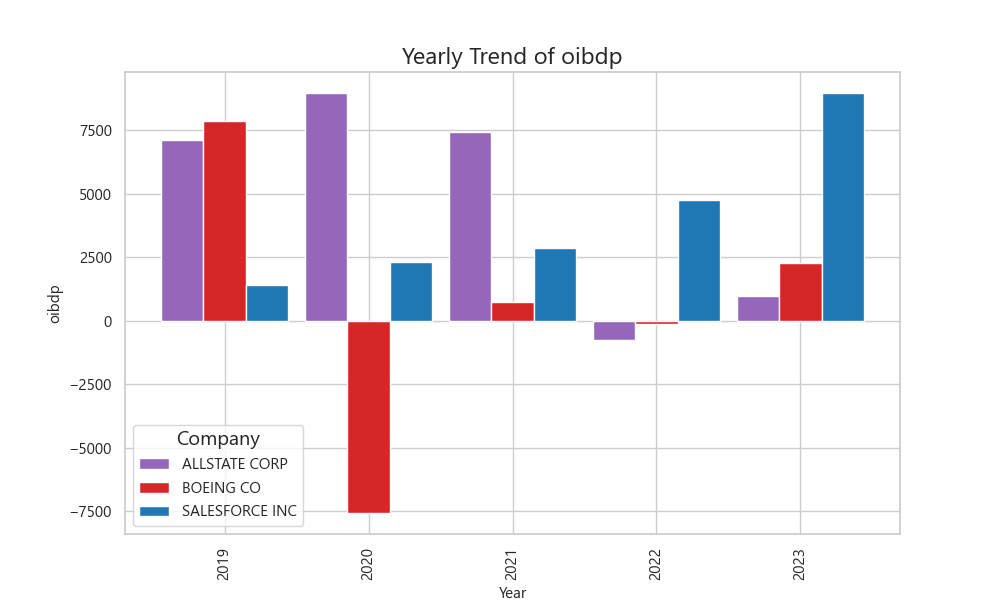 Yearly Trend of oibdp
7500
5000
2500
0
−2500
−5000
−7500
oibdp
Company
ALLSTATE CORP
BOEING CO
SALESFORCE INC
2019
2020
2021
2022
2023
Year